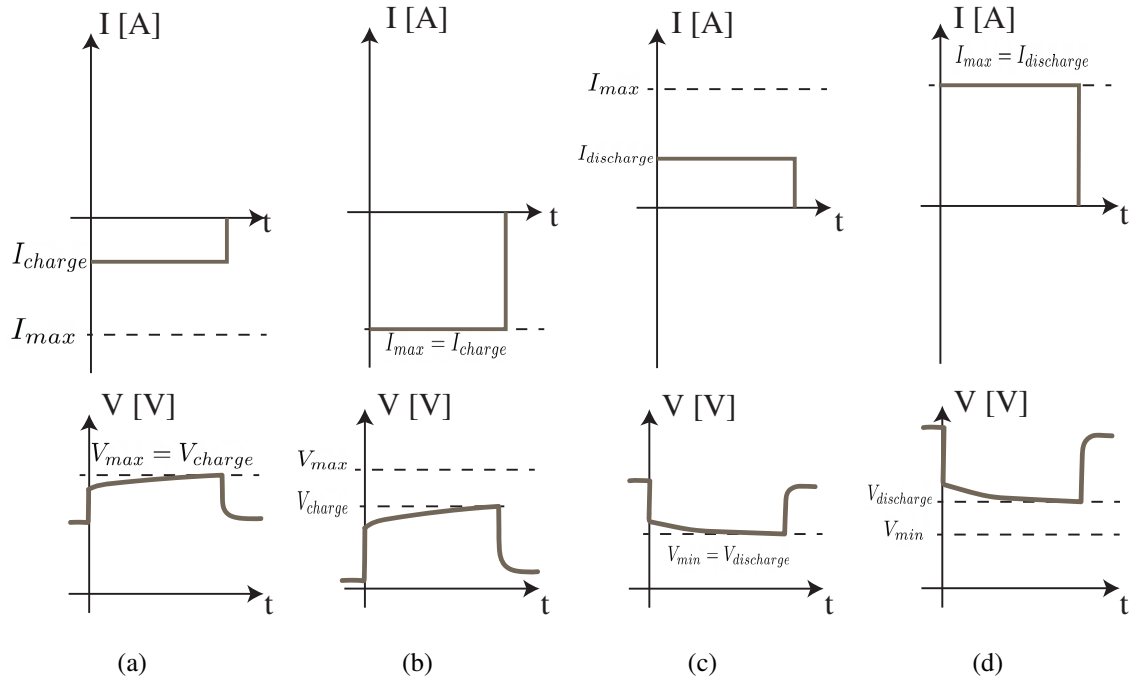 I [A]
t
I_charge
I_max
V [V]
V_max = V_charge
t
(a)
I [A]
t
I_max = I_charge
V [V]
V_max
V_charge
t
(b)
I [A]
I_max
I_discharge
t
V [V]
V_min = V_discharge
t
(c)
I [A]
I_max = I_discharge
t
V [V]
V_discharge
V_min
t
(d)